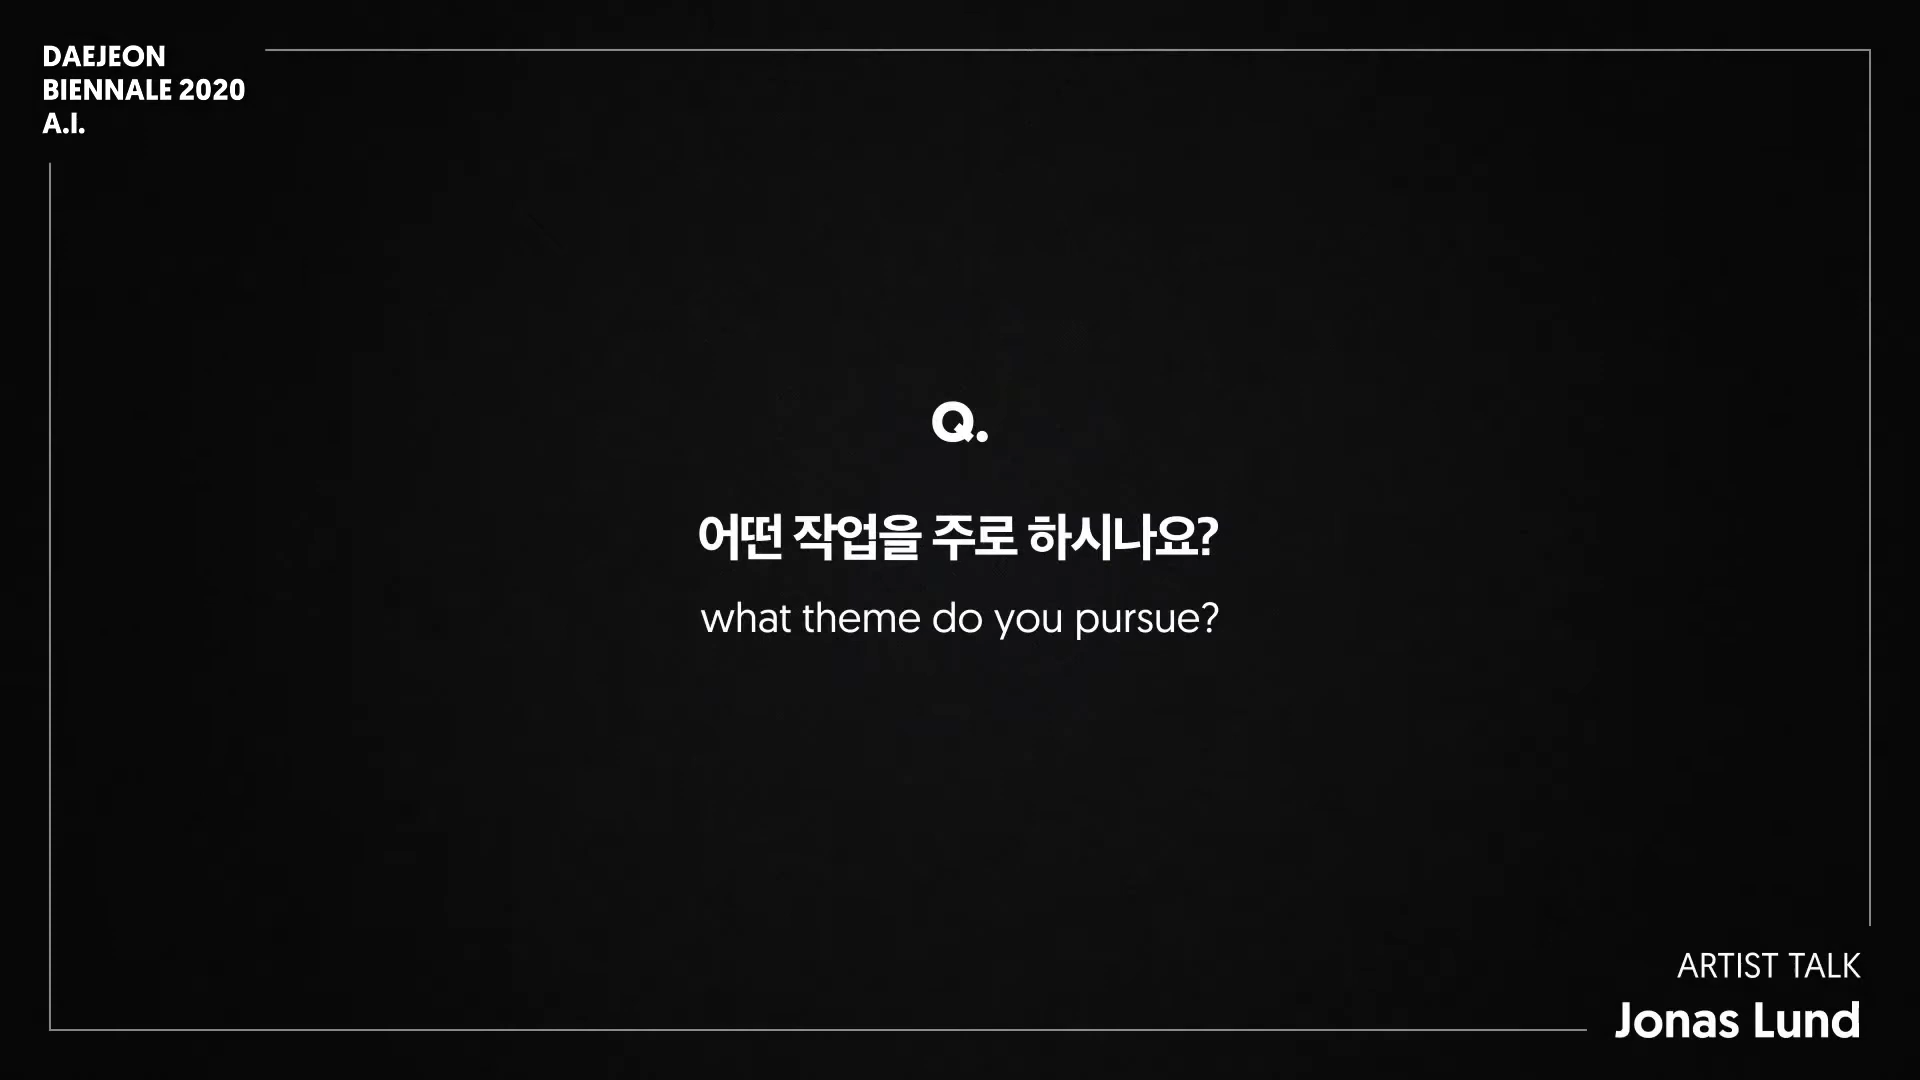 DAEJEON
BIENNALE 2020
A.I.
Q.
어떤 작업을 주로 하시나요?
what theme do you pursue?
ARTIST TALK
Jonas Lund